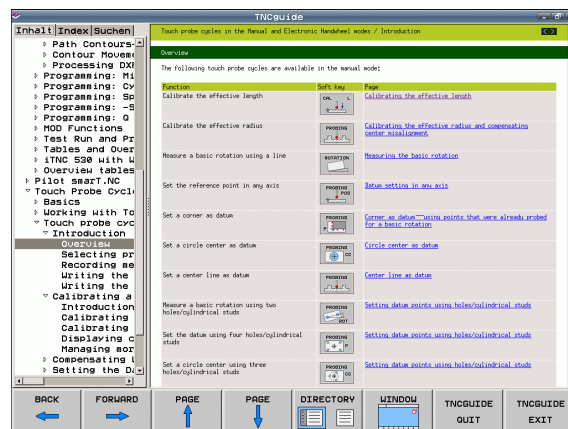 TNCguide
Inhalt Index Suchen
Path Contours-
Contour Moveme
Processing DXF
Programming: Mi
Programming: Cy
Programming: Sp
Programming: -S
Programming: Q
MOD Functions
Test Run and Pr
Tables and Over
iTNC 530 with W
Overview tables
Pilot smarT.NC
Touch Probe Cycl
Basics
Working with To
Touch probe cyc
Introduction
Overview
Selecting pr
Recording me
Writing the
Writing the
Calibrating a
Introduction
Calibrating
Calibrating
Displaying c
Managing mor
Compensating W
Setting the Da
Touch probe cycles in the Manual and Electronic Handwheel modes / Introduction
Overview
The following touch probe cycles are available in the manual mode:
Function Soft key Page
Calibrate the effective length CAL L Calibrating the effective length
Calibrate the effective radius PROBING Calibrating the effective radius and compensating
center misalignment
Measure a basic rotation using a line ROTATION Measuring the basic rotation
Set the reference point in any axis PROBING POS Datum setting in any axis
Set a corner as datum PROBING P Corner as datum—using points that were already probed
for a basic rotation
Set a circle center as datum PROBING CC Circle center as datum
Set a center line as datum PROBING Center line as datum
Measure a basic rotation using two PROBING ROT Setting datum points using holes/cylindrical studs
holes/cylindrical studs
Set the datum using four holes/cylindrical PROBING P Setting datum points using holes/cylindrical studs
studs
Set a circle center using three PROBING CC Setting datum points using holes/cylindrical studs
holes/cylindrical studs
BACK FORWARD PAGE PAGE DIRECTORY WINDOW TNCGUIDE TNCGUIDE
QUIT EXIT